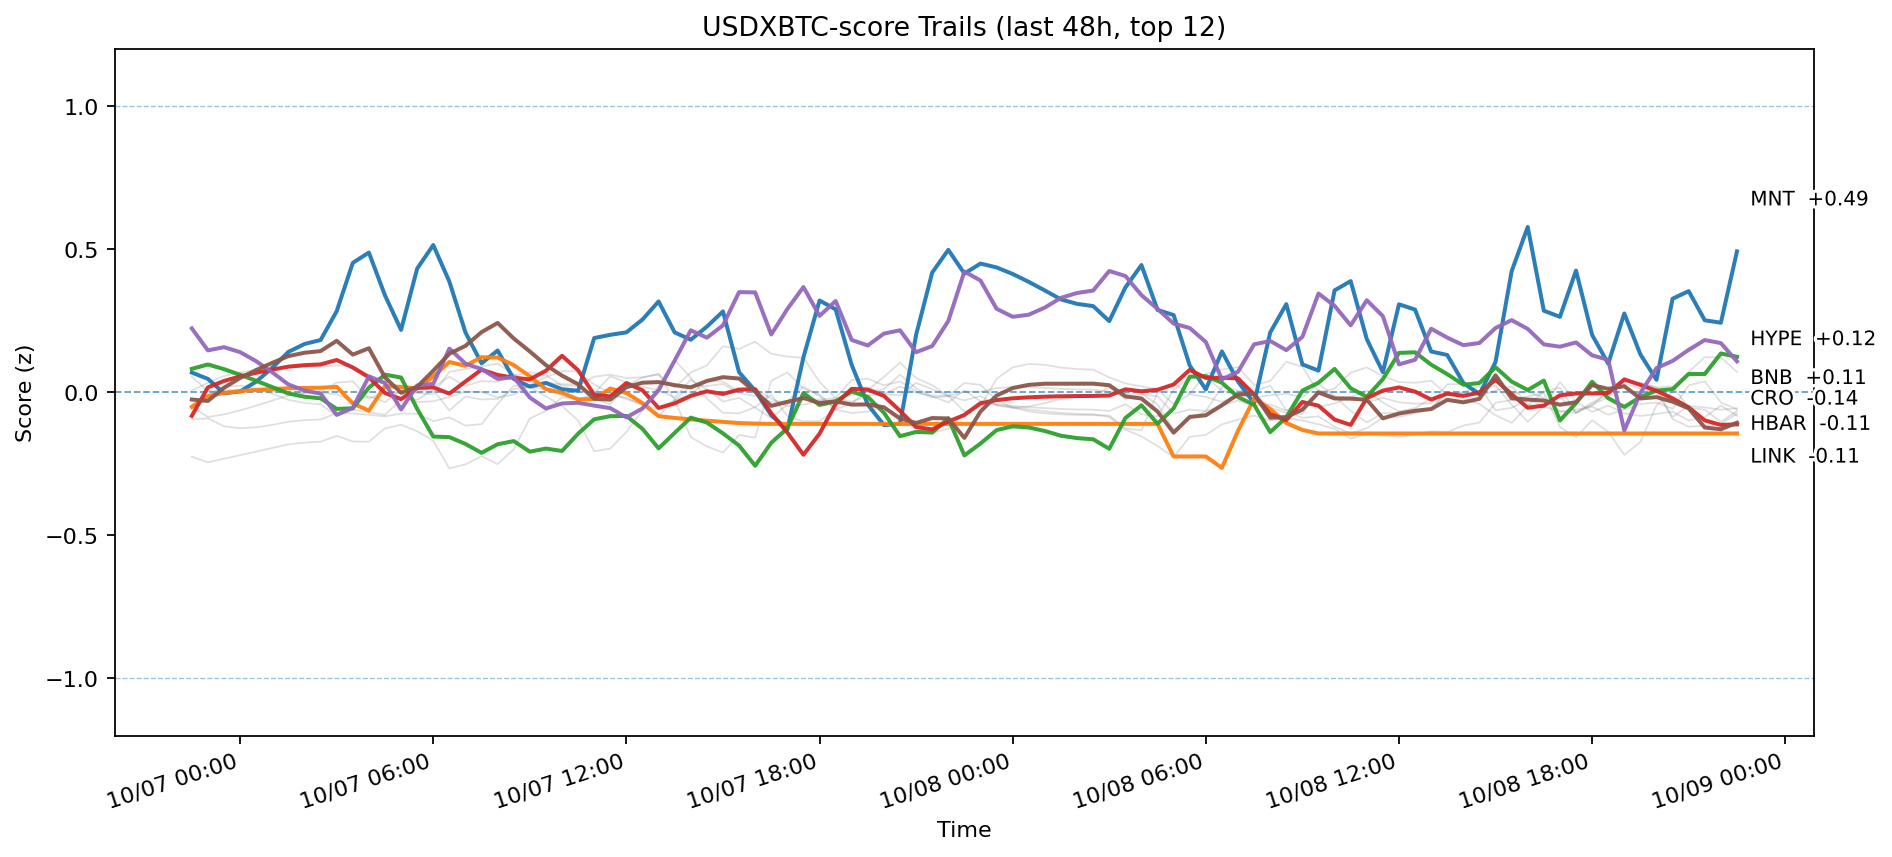 USDXBTC-score Trails (last 48h, top 12)
Score (z)
1.0
0.5
0.0
−0.5
−1.0
MNT +0.49
HYPE +0.12
BNB +0.11
CRO -0.14
HBAR -0.11
LINK -0.11
10/07 00:00
10/07 06:00
10/07 12:00
10/07 18:00
10/08 00:00
10/08 06:00
10/08 12:00
10/08 18:00
10/09 00:00
Time